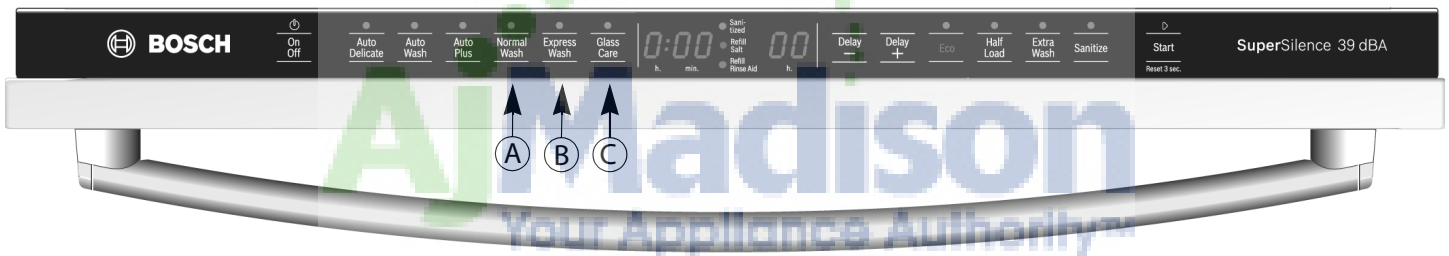 BOSCH
On
Off
Auto
Delicate
Auto
Wash
Auto
Plus
Normal
Wash
Express
Wash
Glass
Care
0:00
h. min.
Sani-
tized
Refill
Salt
Refill
Rinse Aid
00
h.
Delay
–
Delay
+
Eco
Half
Load
Extra
Wash
Sanitize
Start
Reset 3 sec.
SuperSilence 39 dBA
A B C
AjMadison
Your Appliance Authority™